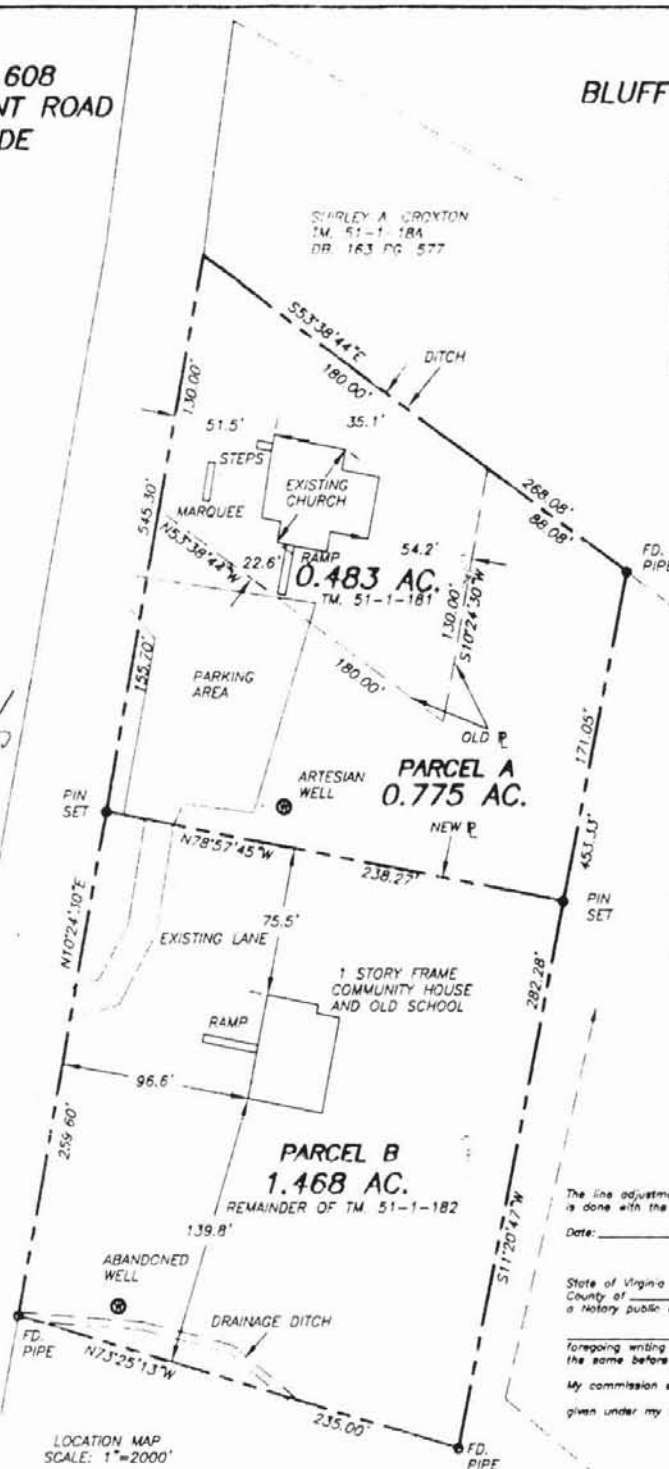 608
NT ROAD
DE
BLUFF
SHIRLEY A. CROXTON
TM. 51-1-18A
DB. 163 PG. 577
S53°38'44"E
180.00'
DITCH
130.00'
51.5'
35.1'
STEPS
EXISTING
CHURCH
268.08'
88.08'
545.30'
MARQUEE
N53°38'44"W
22.6'
RAMP
54.2'
FD.
PIPE
0.483 AC.
TM. 51-1-181
130.00'
S10°24'30"W
155.70'
PARKING
AREA
180.00'
171.05'
OLD PL
ARTESIAN
WELL
PARCEL A
0.775 AC.
PIN
SET
NEW PL
453.33'
N78°57'45"W
238.27'
PIN
SET
N10°24'30"E
75.5'
EXISTING LANE
1 STORY FRAME
COMMUNITY HOUSE
AND OLD SCHOOL
282.28'
RAMP
96.6'
259.60'
PARCEL B
1.468 AC.
REMAINDER OF TM. 51-1-182
S11°20'47"W
139.8'
ABANDONED
WELL
DRAINAGE DITCH
FD.
PIPE
N73°25'13"W
235.00'
FD.
PIPE
LOCATION MAP
SCALE: 1"=2000'
The line adjustme
is done with the
Date:
State of Virginia
County of
a Notary public
foregoing writing
the same before
My commission
given under my